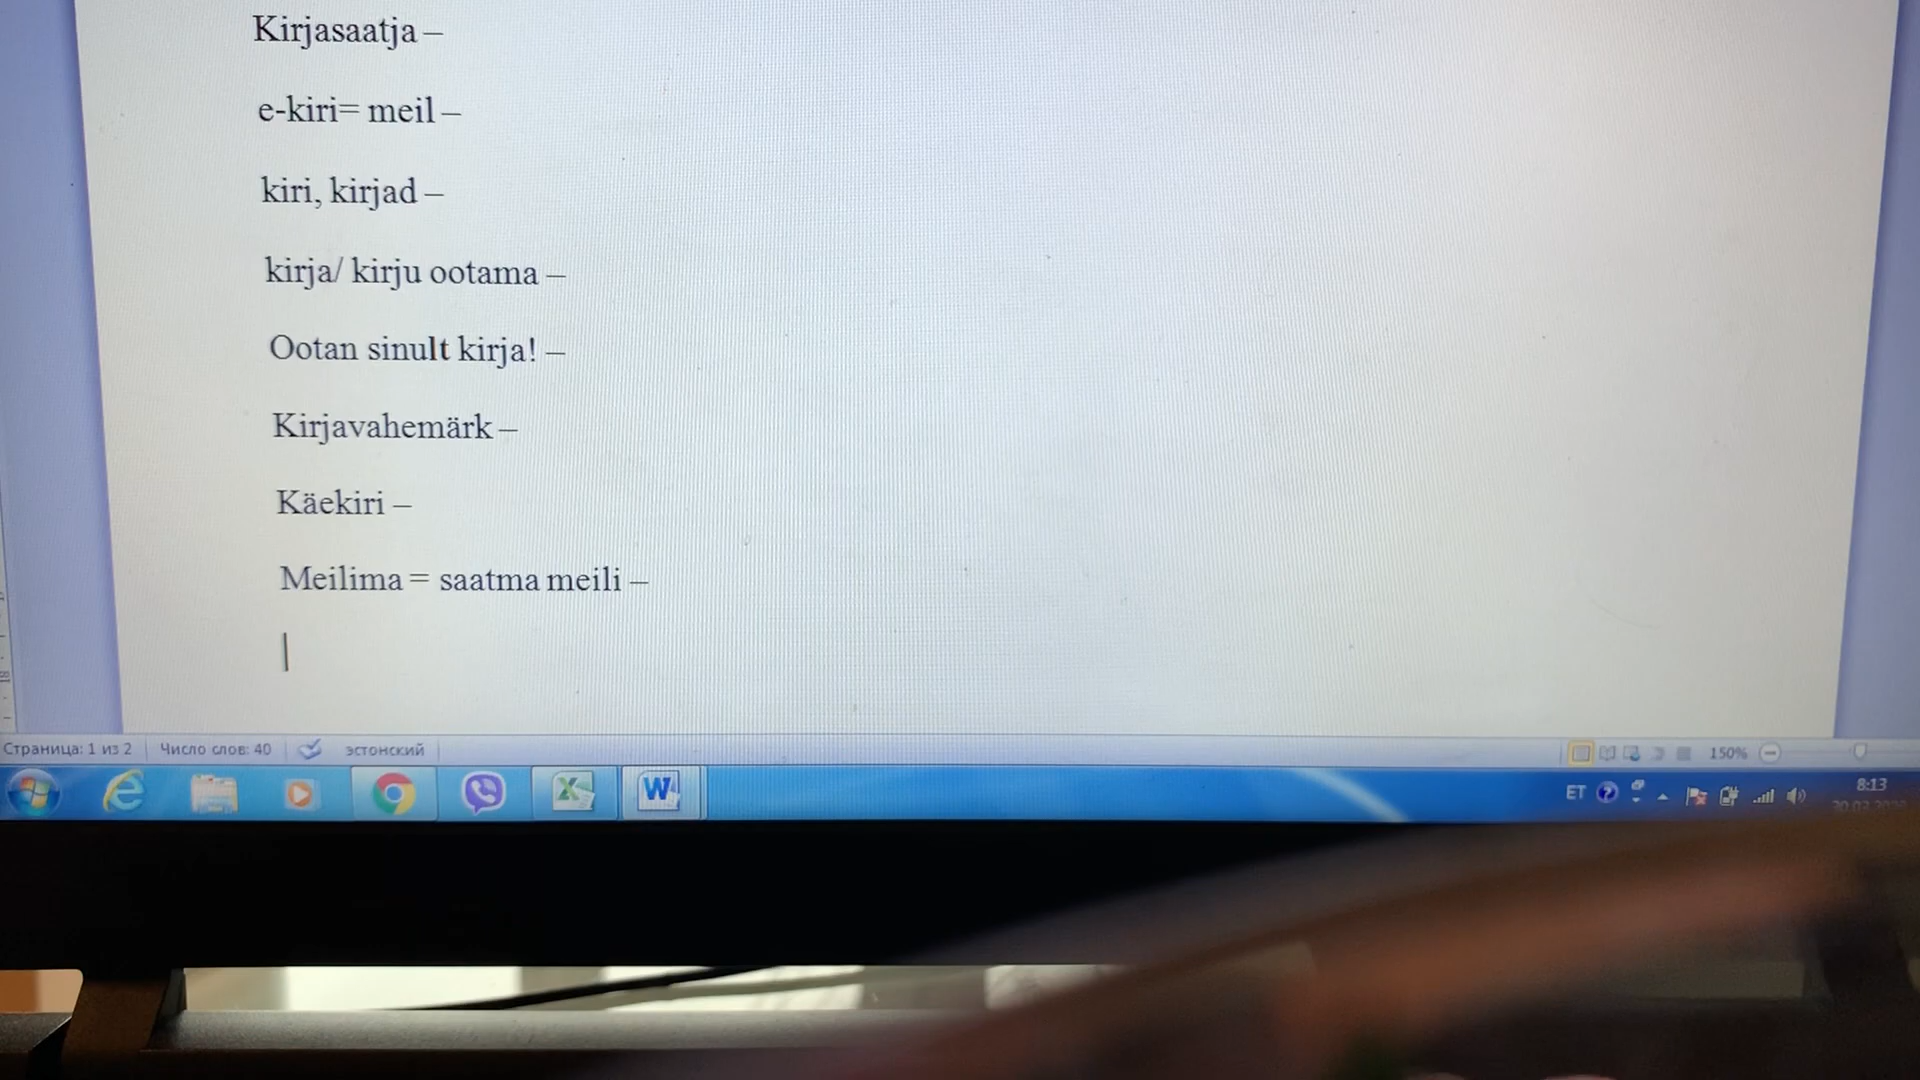 Kirjasaatja –
e-kiri= meil –
kiri, kirjad –
kirja/ kirju ootama –
Ootan sinult kirja! –
Kirjavahemärk –
Käekiri –
Meilima = saatma meili –
Страница: 1 из 2 Число слов: 40 эстонский 150%
ET 8:13